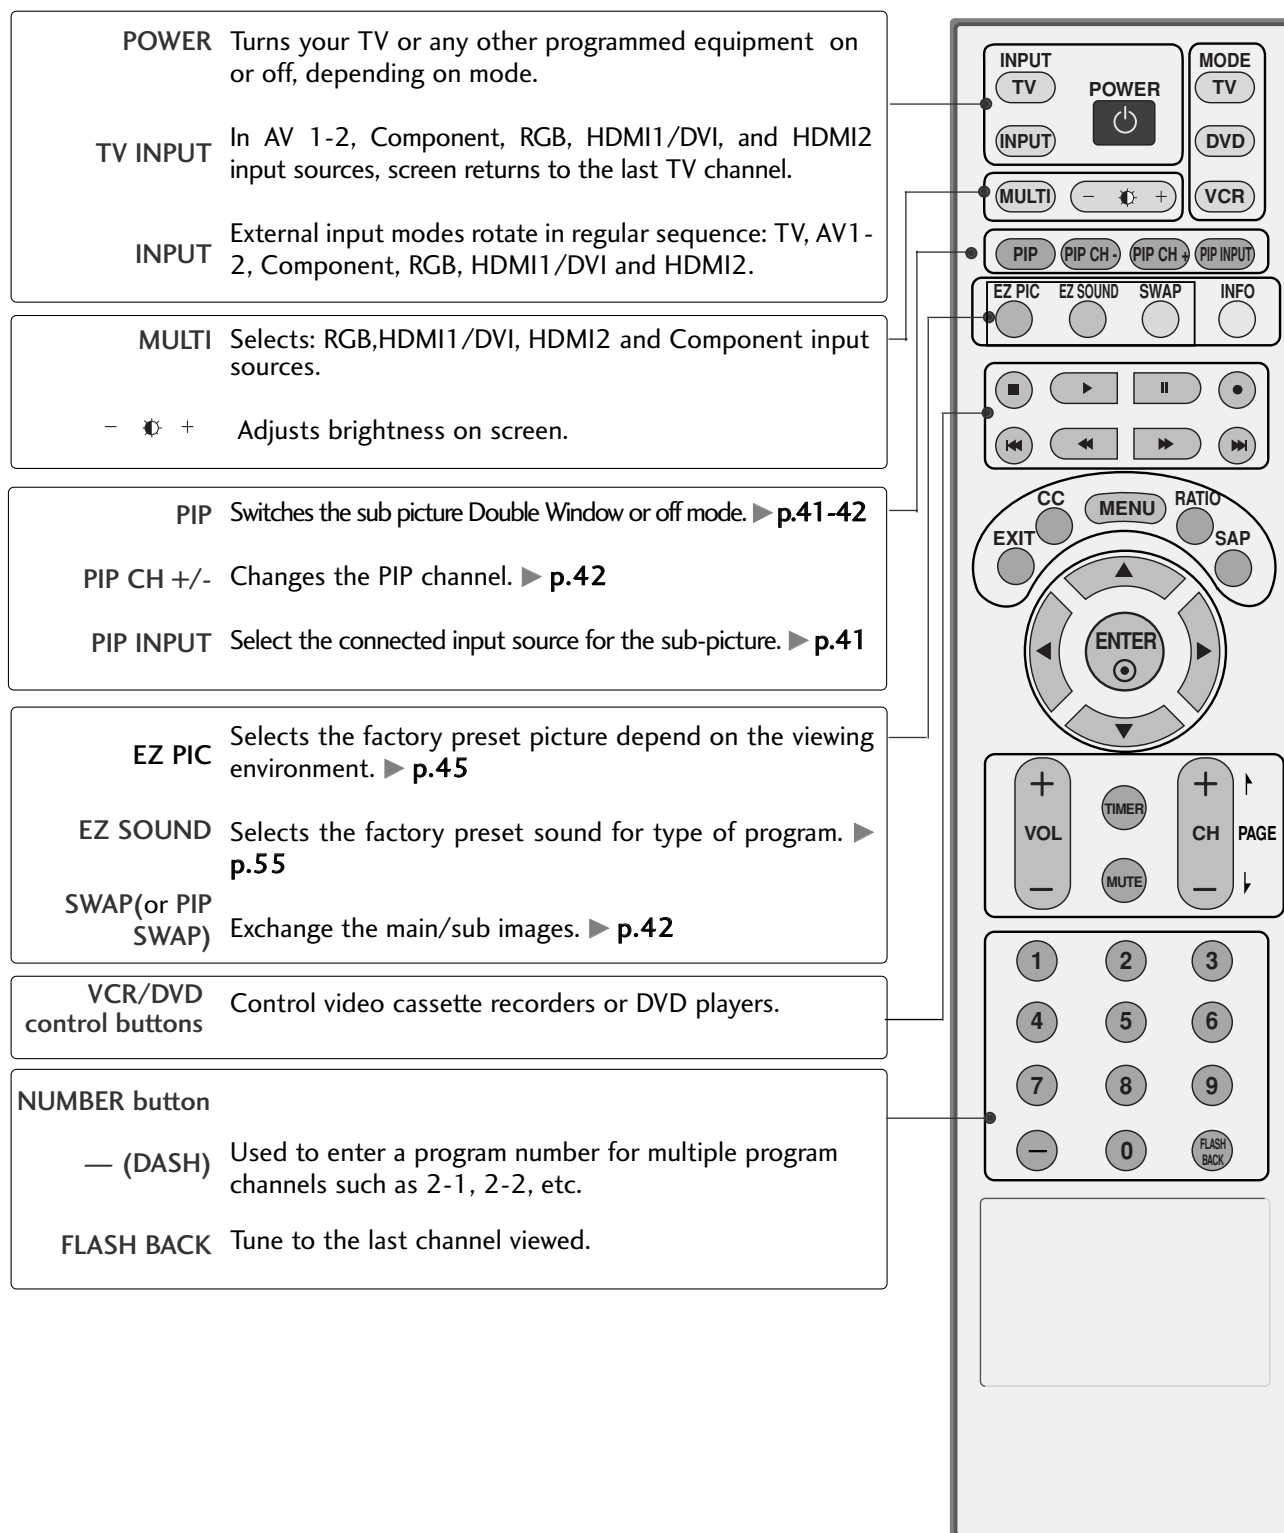 POWER Turns your TV or any other programmed equipment on
or off, depending on mode.
TV INPUT In AV 1-2, Component, RGB, HDMI1/DVI, and HDMI2
input sources, screen returns to the last TV channel.
INPUT External input modes rotate in regular sequence: TV, AV1-
2, Component, RGB, HDMI1/DVI and HDMI2.
MULTI Selects: RGB,HDMI1/DVI, HDMI2 and Component input
sources.
- + Adjusts brightness on screen.
PIP Switches the sub picture Double Window or off mode. ▶ p.41-42
PIP CH +/- Changes the PIP channel. ▶ p.42
PIP INPUT Select the connected input source for the sub-picture. ▶ p.41
EZ PIC Selects the factory preset picture depend on the viewing
environment. ▶ p.45
EZ SOUND Selects the factory preset sound for type of program. ▶
p.55
SWAP(or PIP
SWAP) Exchange the main/sub images. ▶ p.42
VCR/DVD
control buttons Control video cassette recorders or DVD players.
NUMBER button
— (DASH) Used to enter a program number for multiple program
channels such as 2-1, 2-2, etc.
FLASH BACK Tune to the last channel viewed.
INPUT MODE
TV POWER TV
INPUT DVD
MULTI - + VCR
PIP PIP CH - PIP CH + PIP INPUT
EZ PIC EZ SOUND SWAP INFO
CC MENU RATIO
EXIT SAP
ENTER
+ +
TIMER
VOL CH PAGE
MUTE
— —
1 2 3
4 5 6
7 8 9
— 0 FLASH
BACK